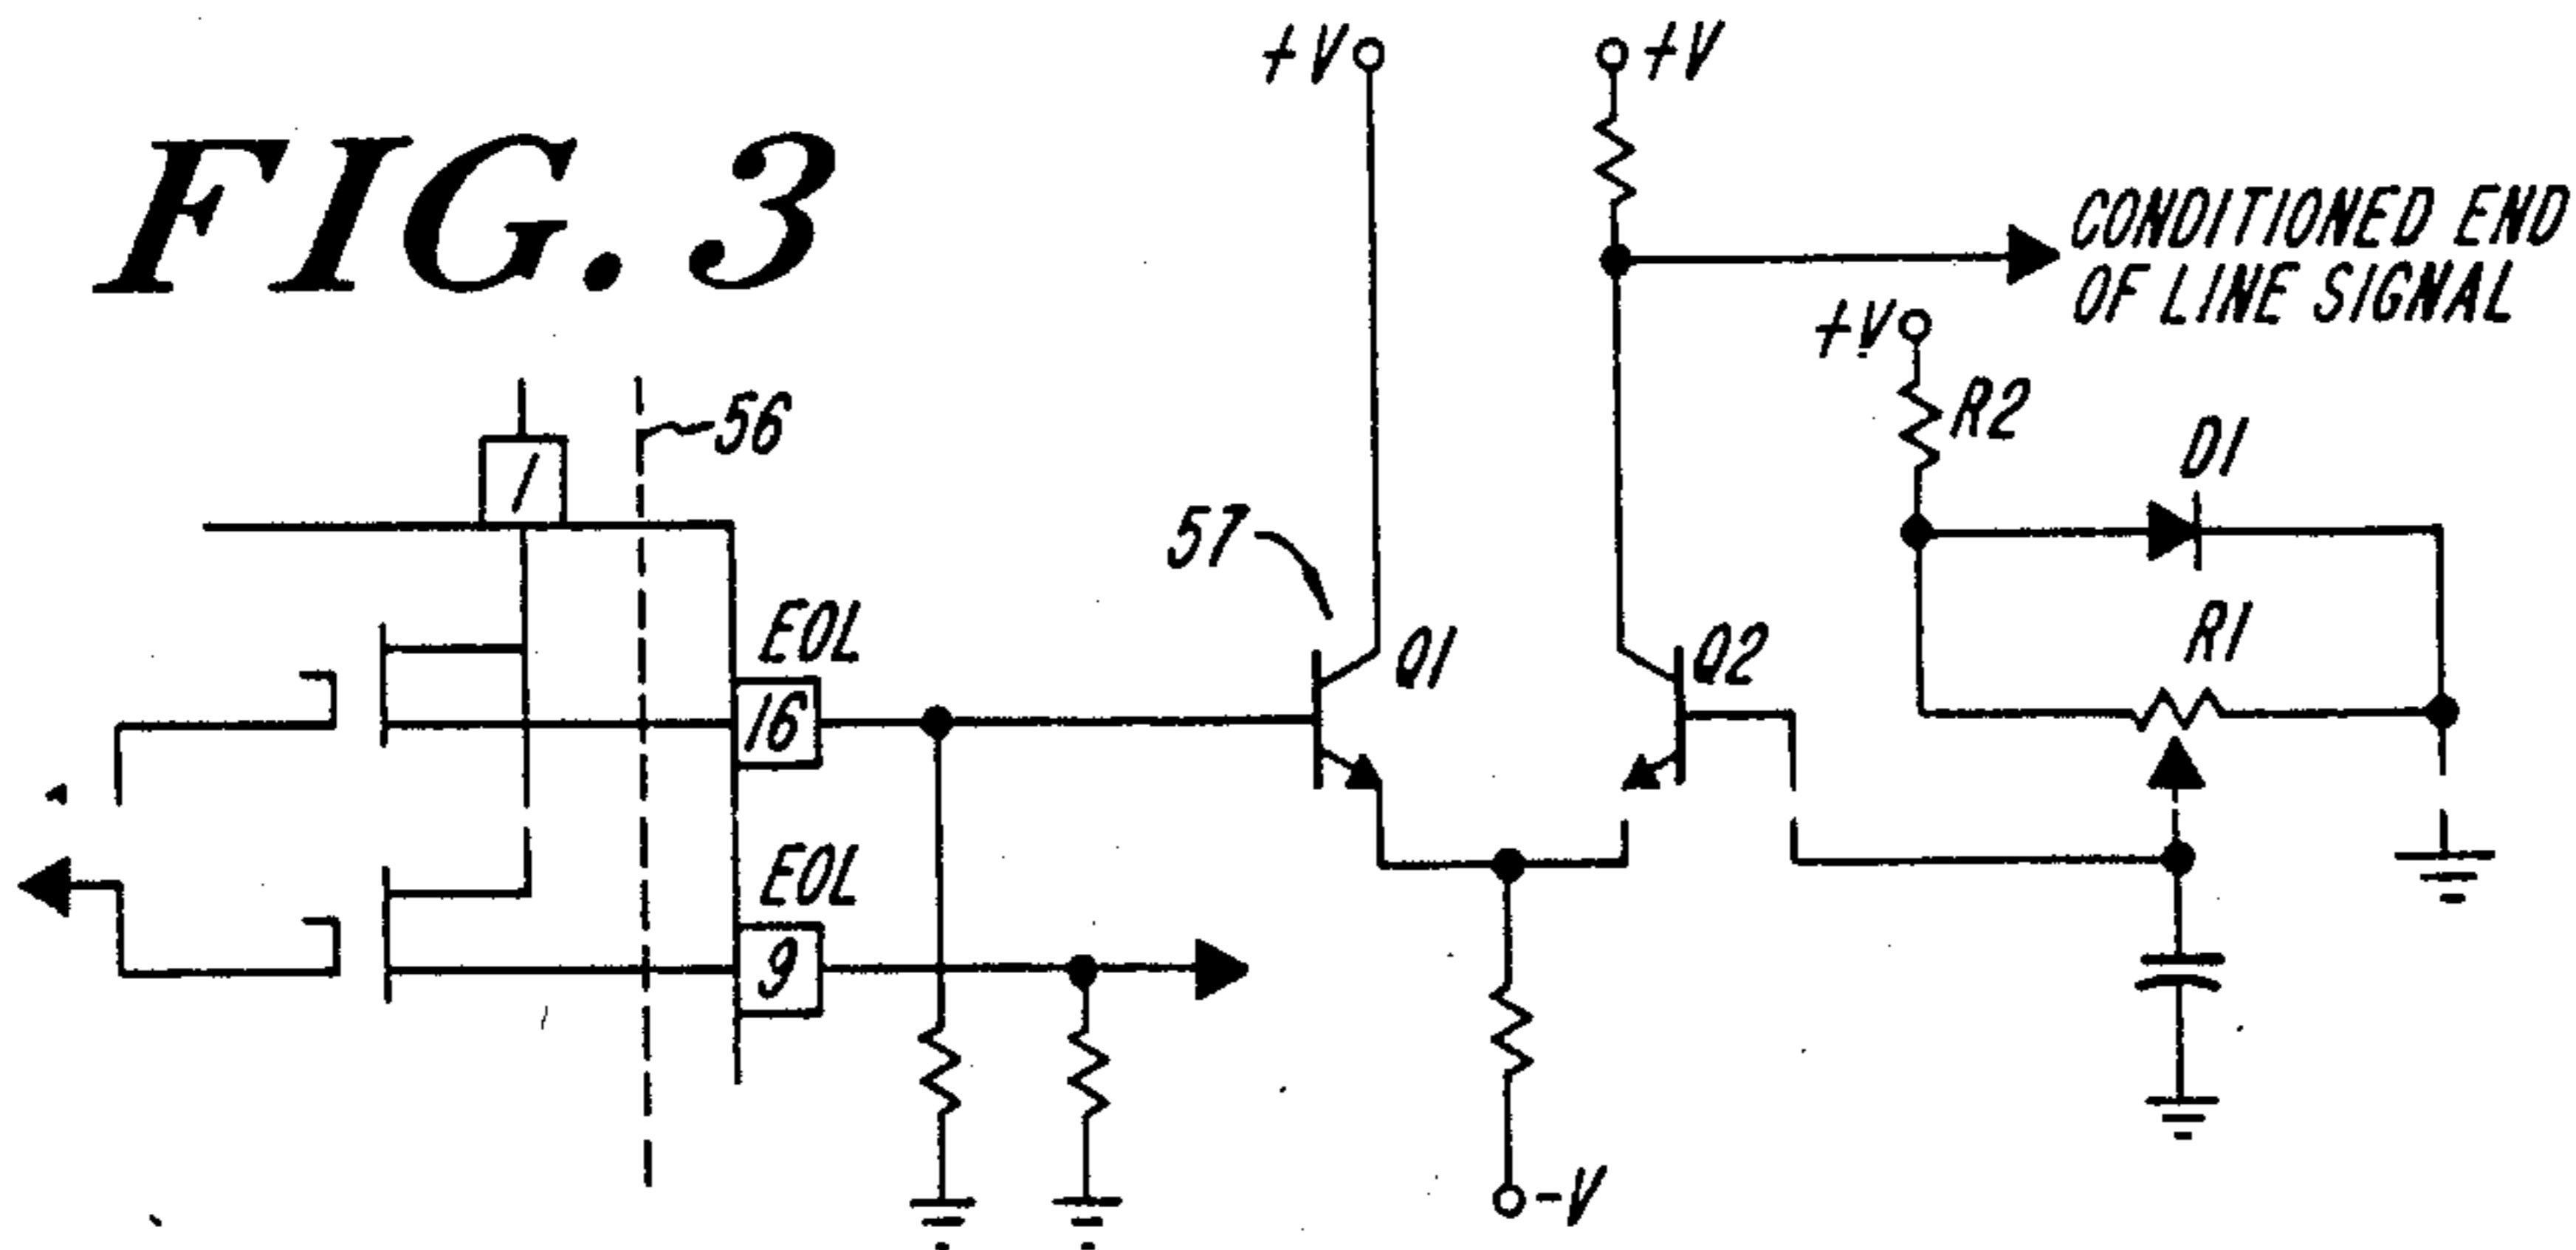 FIG. 3
+V
+V
CONDITIONED END
OF LINE SIGNAL
+V
R2
D1
56
1
57
EOL
16
Q1
Q2
R1
EOL
9
-V